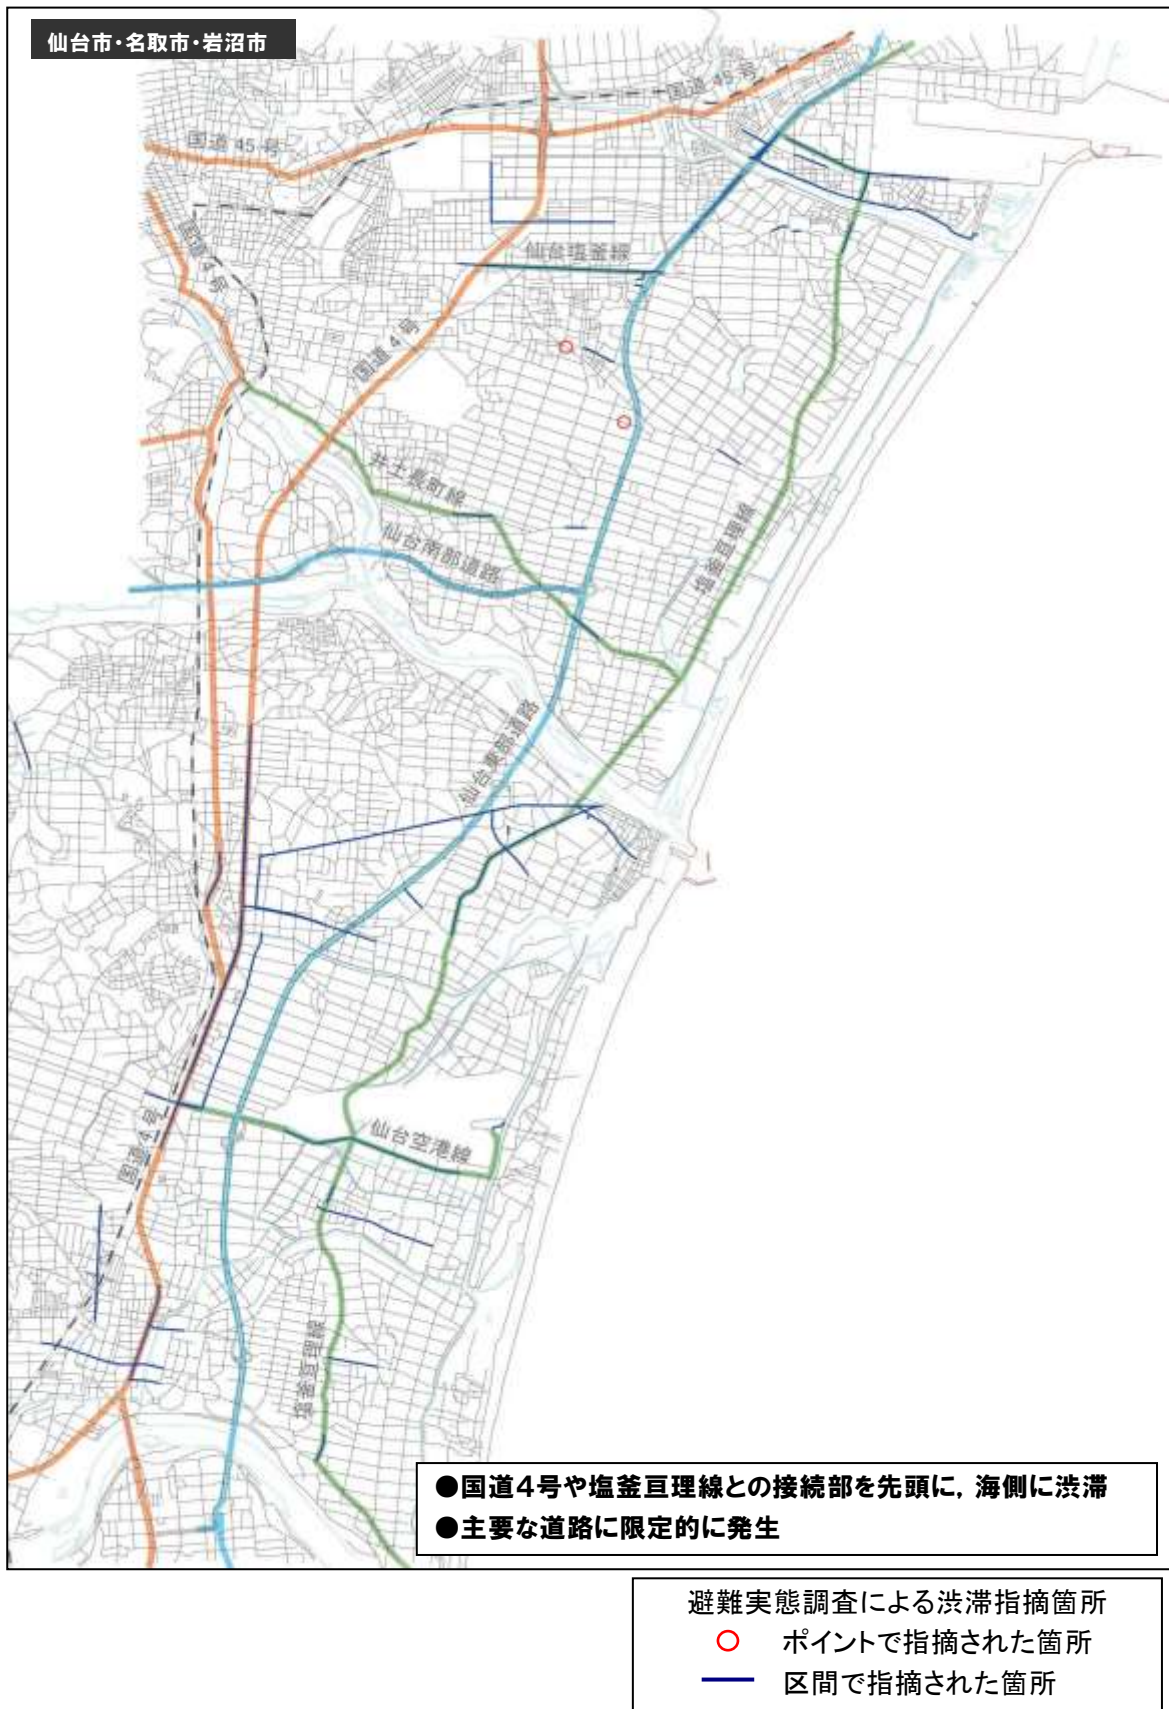 仙台市・名取市・岩沼市
国道 45 号
国道 45 号
国道 4 号
仙台塩釜線
国道 4 号
井土長町線
仙台南部道路
塩釜亘理線
仙台東部道路
仙台空港線
国道 4 号
塩釜亘理線
●国道４号や塩釜亘理線との接続部を先頭に，海側に渋滞
●主要な道路に限定的に発生
避難実態調査による渋滞指摘箇所
ポイントで指摘された箇所
区間で指摘された箇所